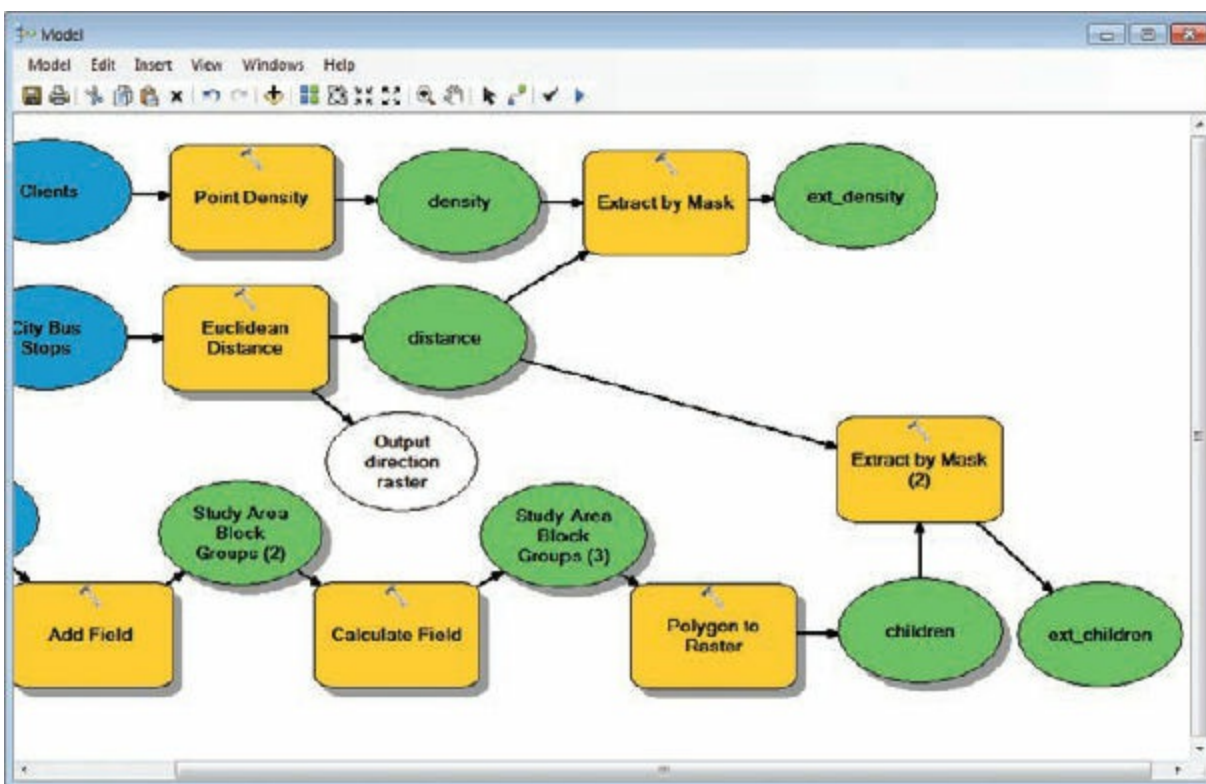 Model
Model Edit Insert View Windows Help
Clients
Point Density
density
Extract by Mask
ext_density
City Bus
Stops
Euclidean
Distance
distance
Output
direction
raster
Extract by Mask
(2)
Study Area
Block
Groups (2)
Study Area
Block
Groups (3)
Add Field
Calculate Field
Polygon to
Raster
children
ext_children